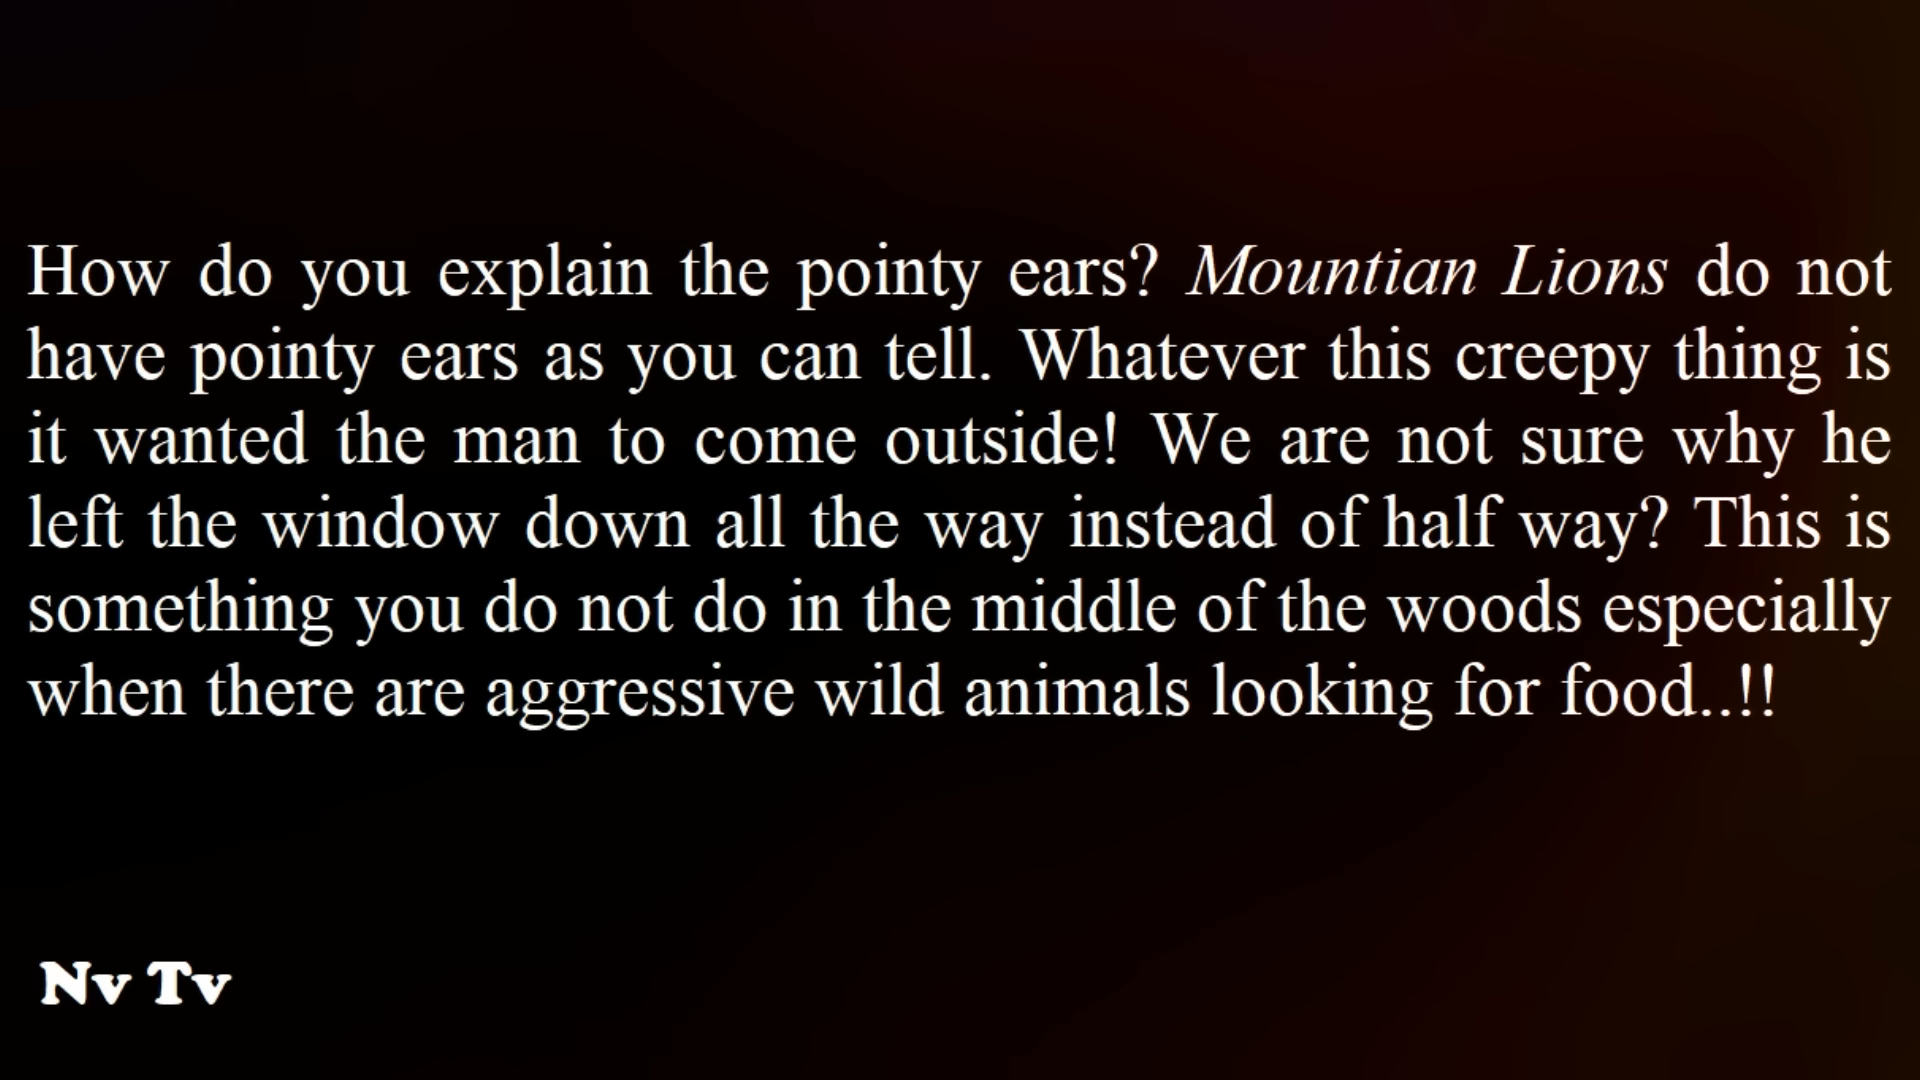 How do you explain the pointy ears? Mountian Lions do not
have pointy ears as you can tell. Whatever this creepy thing is
it wanted the man to come outside! We are not sure why he
left the window down all the way instead of half way? This is
something you do not do in the middle of the woods especially
when there are aggressive wild animals looking for food..!!
Nv Tv